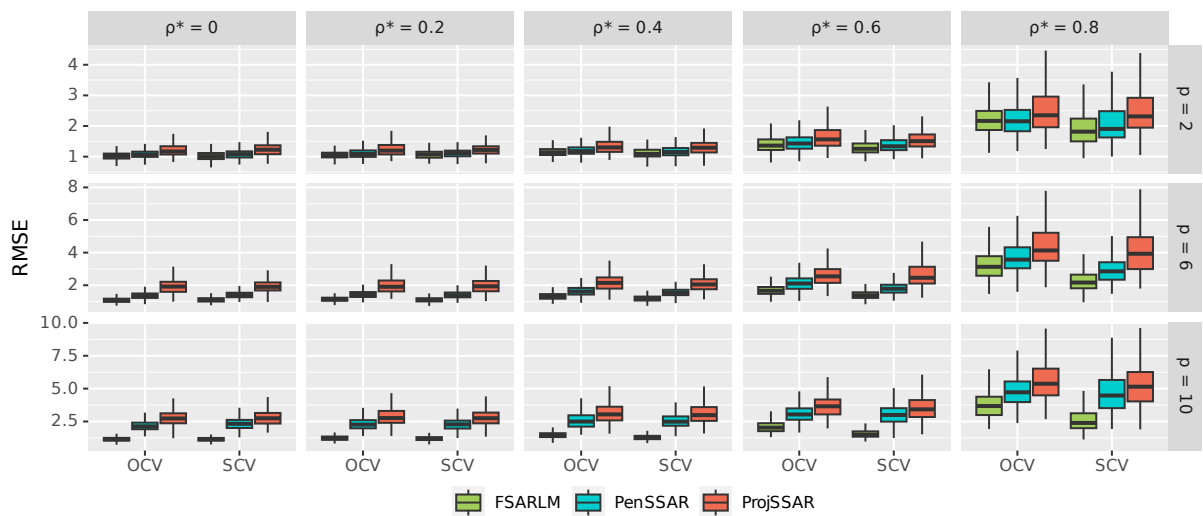 ρ* = 0 ρ* = 0.2 ρ* = 0.4 ρ* = 0.6 ρ* = 0.8
4
3
2
1
p = 2
8
6
4
2
p = 6
10.0
7.5
5.0
2.5
p = 10
RMSE
OCV SCV OCV SCV OCV SCV OCV SCV OCV SCV
FSARLM PenSSAR ProjSSAR